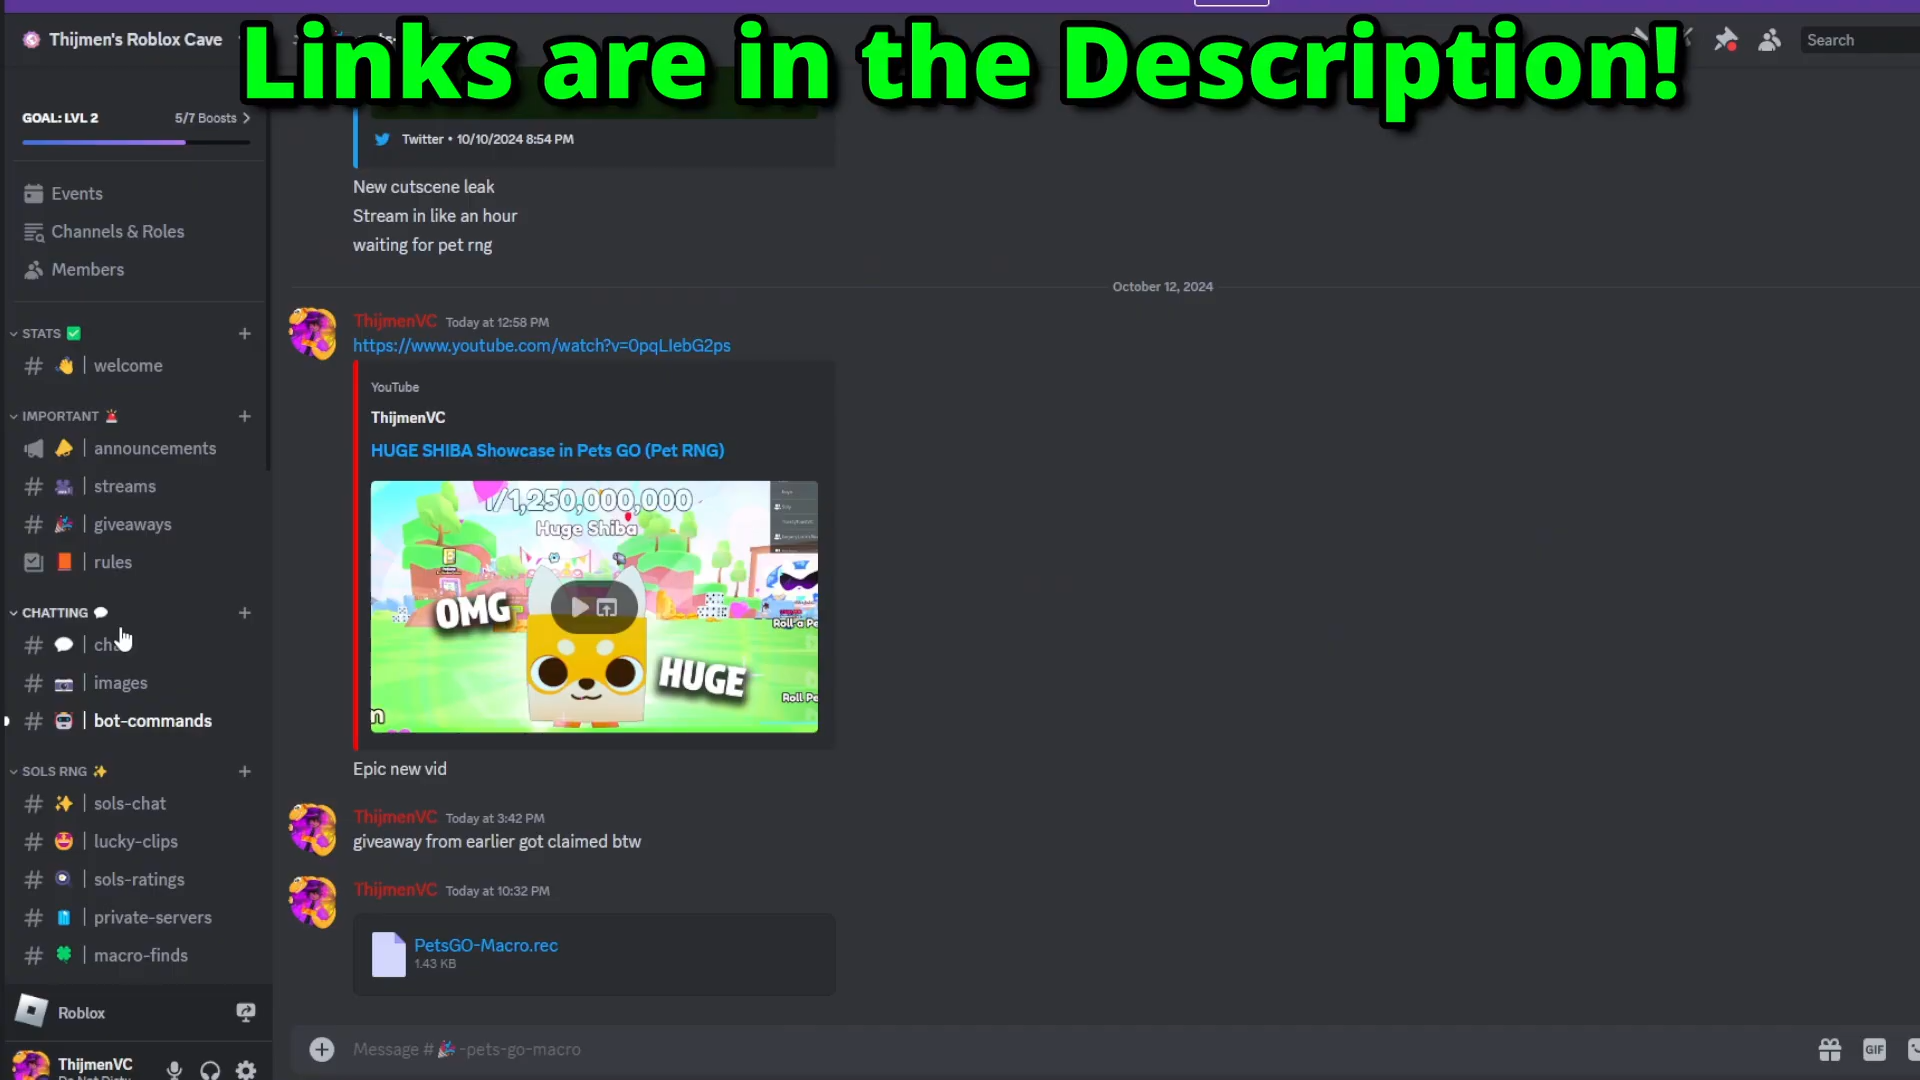 Links are in the Description!
Thijmen's Roblox Cave
Search
GOAL: LVL 2
5/7 Boosts
Events
Channels & Roles
Members
STATS
welcome
IMPORTANT
announcements
streams
giveaways
rules
CHATTING
images
bot-commands
SOLS RNG
sols-chat
lucky-clips
sols-ratings
private-servers
macro-finds
Roblox
ThijmenVC
Twitter • 10/10/2024 8:54 PM
New cutscene leak
Stream in like an hour
waiting for pet rng
October 12, 2024
ThijmenVC Today at 12:58 PM
https://www.youtube.com/watch?v=0pqLIebG2ps
YouTube
ThijmenVC
HUGE SHIBA Showcase in Pets GO (Pet RNG)
1/1,250,000,000
Huge Shiba
OMG
HUGE
Roll a Pe
Roll Pe
Epic new vid
ThijmenVC Today at 3:42 PM
giveaway from earlier got claimed btw
ThijmenVC Today at 10:32 PM
PetsGO-Macro.rec
1.43 KB
Message # -pets-go-macro
GIF